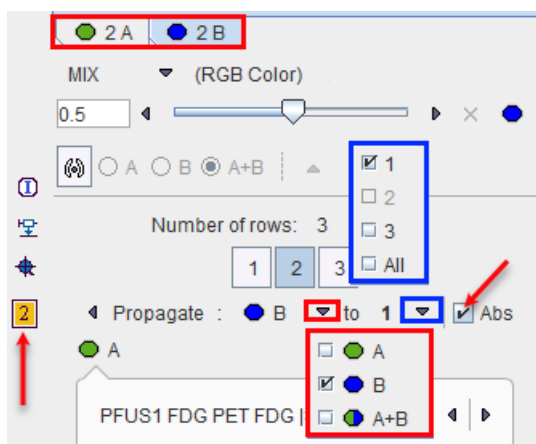 2 A 2 B
MIX (RGB Color)
0.5
A B A+B
1
2
3
All
Number of rows: 3
1 2 3
2 Propagate : B to 1 Abs
A
A
B
A+B
PFUS1 FDG PET FDG